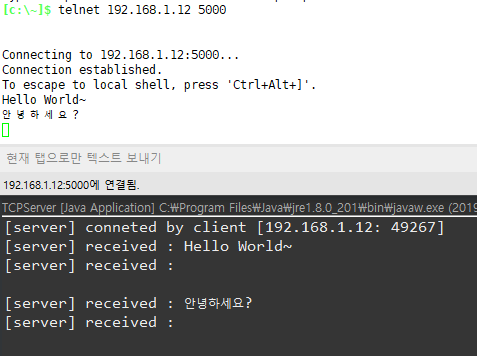 [c:\~]$ telnet 192.168.1.12 5000
Connecting to 192.168.1.12:5000...
Connection established.
To escape to local shell, press 'Ctrl+Alt+]'.
Hello World~
안녕하세요?
현재 탭으로만 텍스트 보내기
192.168.1.12:5000에 연결됨.
TCPServer [Java Application] C:₩Program Files₩Java₩jre1.8.0_201₩bin₩javaw.exe (2019
[server] conneted by client [192.168.1.12: 49267]
[server] received : Hello World~
[server] received :
[server] received : 안녕하세요?
[server] received :